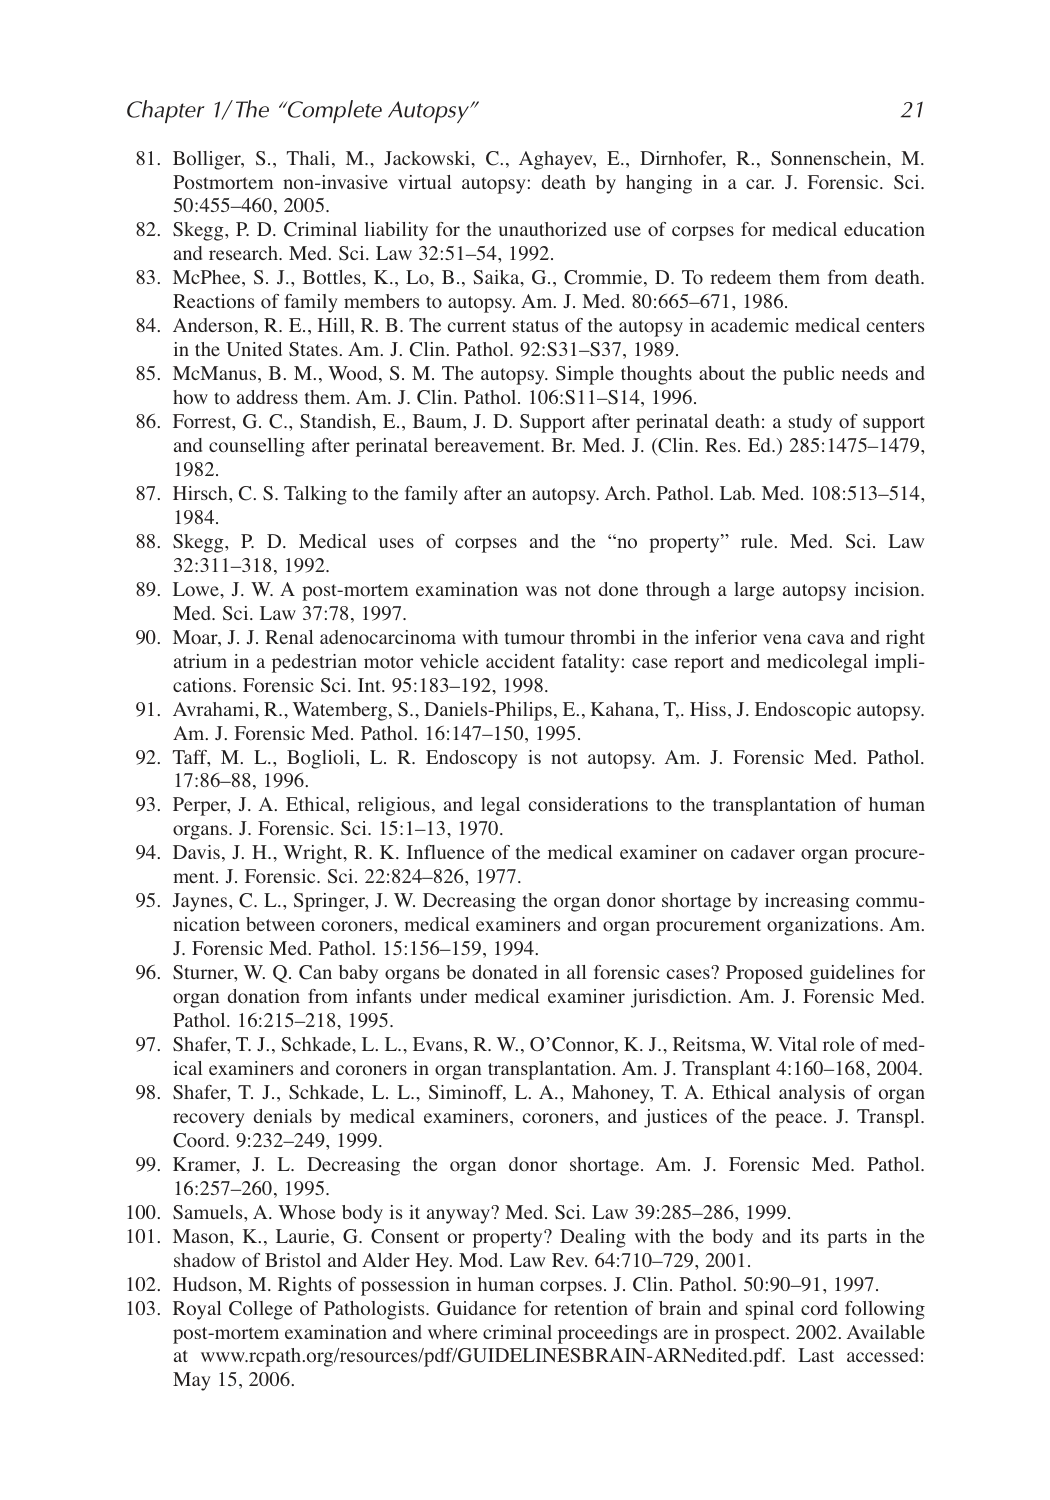 Chapter 1/The “Complete Autopsy” 21
81. Bolliger, S., Thali, M., Jackowski, C., Aghayev, E., Dirnhofer, R., Sonnenschein, M.
Postmortem non-invasive virtual autopsy: death by hanging in a car. J. Forensic. Sci.
50:455–460, 2005.
82. Skegg, P. D. Criminal liability for the unauthorized use of corpses for medical education
and research. Med. Sci. Law 32:51–54, 1992.
83. McPhee, S. J., Bottles, K., Lo, B., Saika, G., Crommie, D. To redeem them from death.
Reactions of family members to autopsy. Am. J. Med. 80:665–671, 1986.
84. Anderson, R. E., Hill, R. B. The current status of the autopsy in academic medical centers
in the United States. Am. J. Clin. Pathol. 92:S31–S37, 1989.
85. McManus, B. M., Wood, S. M. The autopsy. Simple thoughts about the public needs and
how to address them. Am. J. Clin. Pathol. 106:S11–S14, 1996.
86. Forrest, G. C., Standish, E., Baum, J. D. Support after perinatal death: a study of support
and counselling after perinatal bereavement. Br. Med. J. (Clin. Res. Ed.) 285:1475–1479,
1982.
87. Hirsch, C. S. Talking to the family after an autopsy. Arch. Pathol. Lab. Med. 108:513–514,
1984.
88. Skegg, P. D. Medical uses of corpses and the “no property” rule. Med. Sci. Law
32:311–318, 1992.
89. Lowe, J. W. A post-mortem examination was not done through a large autopsy incision.
Med. Sci. Law 37:78, 1997.
90. Moar, J. J. Renal adenocarcinoma with tumour thrombi in the inferior vena cava and right
atrium in a pedestrian motor vehicle accident fatality: case report and medicolegal impli-
cations. Forensic Sci. Int. 95:183–192, 1998.
91. Avrahami, R., Watemberg, S., Daniels-Philips, E., Kahana, T,. Hiss, J. Endoscopic autopsy.
Am. J. Forensic Med. Pathol. 16:147–150, 1995.
92. Taff, M. L., Boglioli, L. R. Endoscopy is not autopsy. Am. J. Forensic Med. Pathol.
17:86–88, 1996.
93. Perper, J. A. Ethical, religious, and legal considerations to the transplantation of human
organs. J. Forensic. Sci. 15:1–13, 1970.
94. Davis, J. H., Wright, R. K. Influence of the medical examiner on cadaver organ procure-
ment. J. Forensic. Sci. 22:824–826, 1977.
95. Jaynes, C. L., Springer, J. W. Decreasing the organ donor shortage by increasing commu-
nication between coroners, medical examiners and organ procurement organizations. Am.
J. Forensic Med. Pathol. 15:156–159, 1994.
96. Sturner, W. Q. Can baby organs be donated in all forensic cases? Proposed guidelines for
organ donation from infants under medical examiner jurisdiction. Am. J. Forensic Med.
Pathol. 16:215–218, 1995.
97. Shafer, T. J., Schkade, L. L., Evans, R. W., O’Connor, K. J., Reitsma, W. Vital role of med-
ical examiners and coroners in organ transplantation. Am. J. Transplant 4:160–168, 2004.
98. Shafer, T. J., Schkade, L. L., Siminoff, L. A., Mahoney, T. A. Ethical analysis of organ
recovery denials by medical examiners, coroners, and justices of the peace. J. Transpl.
Coord. 9:232–249, 1999.
99. Kramer, J. L. Decreasing the organ donor shortage. Am. J. Forensic Med. Pathol.
16:257–260, 1995.
100. Samuels, A. Whose body is it anyway? Med. Sci. Law 39:285–286, 1999.
101. Mason, K., Laurie, G. Consent or property? Dealing with the body and its parts in the
shadow of Bristol and Alder Hey. Mod. Law Rev. 64:710–729, 2001.
102. Hudson, M. Rights of possession in human corpses. J. Clin. Pathol. 50:90–91, 1997.
103. Royal College of Pathologists. Guidance for retention of brain and spinal cord following
post-mortem examination and where criminal proceedings are in prospect. 2002. Available
at www.rcpath.org/resources/pdf/GUIDELINESBRAIN-ARNedited.pdf. Last accessed:
May 15, 2006.